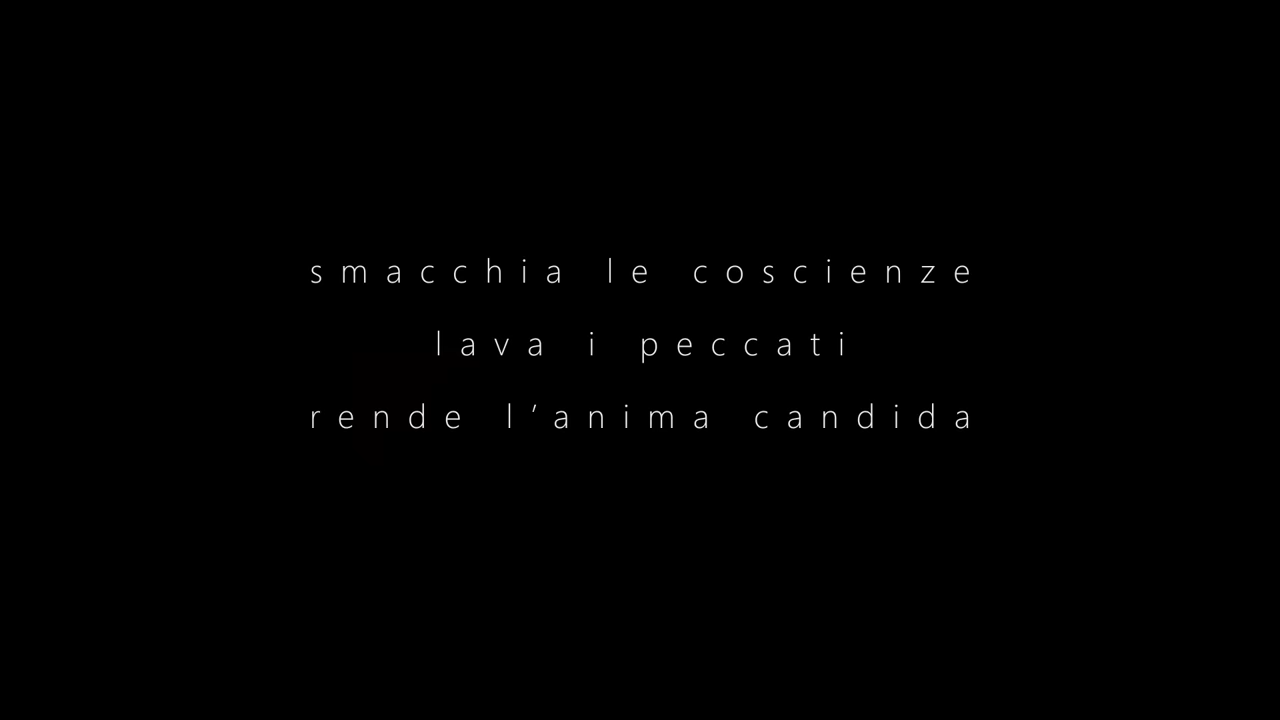 smacchia le coscienze
lava i peccati
rende l’anima candida